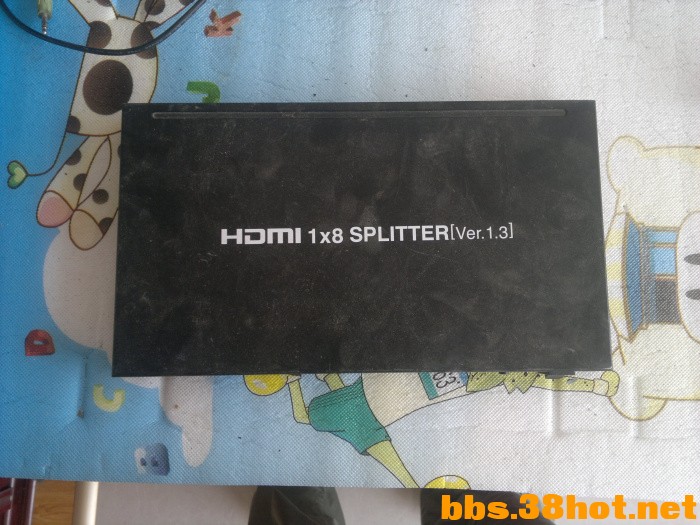 HDMI 1x8 SPLITTER[Ver.1.3]
D
B
bbs.38hot.net